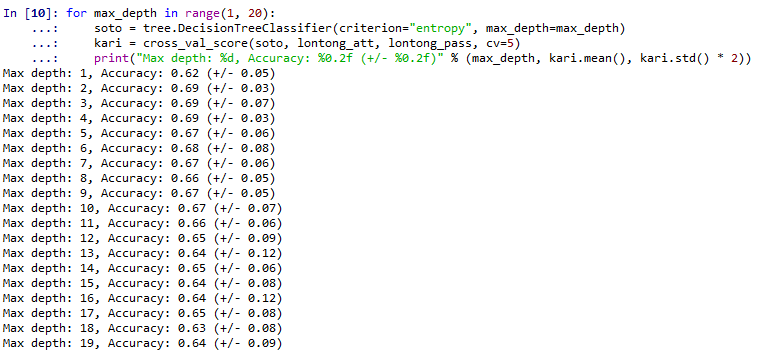 In [10]: for max_depth in range(1, 20):
    ...:     soto = tree.DecisionTreeClassifier(criterion="entropy", max_depth=max_depth)
    ...:     kari = cross_val_score(soto, lontong_att, lontong_pass, cv=5)
    ...:     print("Max depth: %d, Accuracy: %0.2f (+/- %0.2f)" % (max_depth, kari.mean(), kari.std() * 2))
Max depth: 1, Accuracy: 0.62 (+/- 0.05)
Max depth: 2, Accuracy: 0.69 (+/- 0.03)
Max depth: 3, Accuracy: 0.69 (+/- 0.07)
Max depth: 4, Accuracy: 0.69 (+/- 0.03)
Max depth: 5, Accuracy: 0.67 (+/- 0.06)
Max depth: 6, Accuracy: 0.68 (+/- 0.08)
Max depth: 7, Accuracy: 0.67 (+/- 0.06)
Max depth: 8, Accuracy: 0.66 (+/- 0.05)
Max depth: 9, Accuracy: 0.67 (+/- 0.05)
Max depth: 10, Accuracy: 0.67 (+/- 0.07)
Max depth: 11, Accuracy: 0.66 (+/- 0.06)
Max depth: 12, Accuracy: 0.65 (+/- 0.09)
Max depth: 13, Accuracy: 0.64 (+/- 0.12)
Max depth: 14, Accuracy: 0.65 (+/- 0.06)
Max depth: 15, Accuracy: 0.64 (+/- 0.08)
Max depth: 16, Accuracy: 0.64 (+/- 0.12)
Max depth: 17, Accuracy: 0.65 (+/- 0.08)
Max depth: 18, Accuracy: 0.63 (+/- 0.08)
Max depth: 19, Accuracy: 0.64 (+/- 0.09)